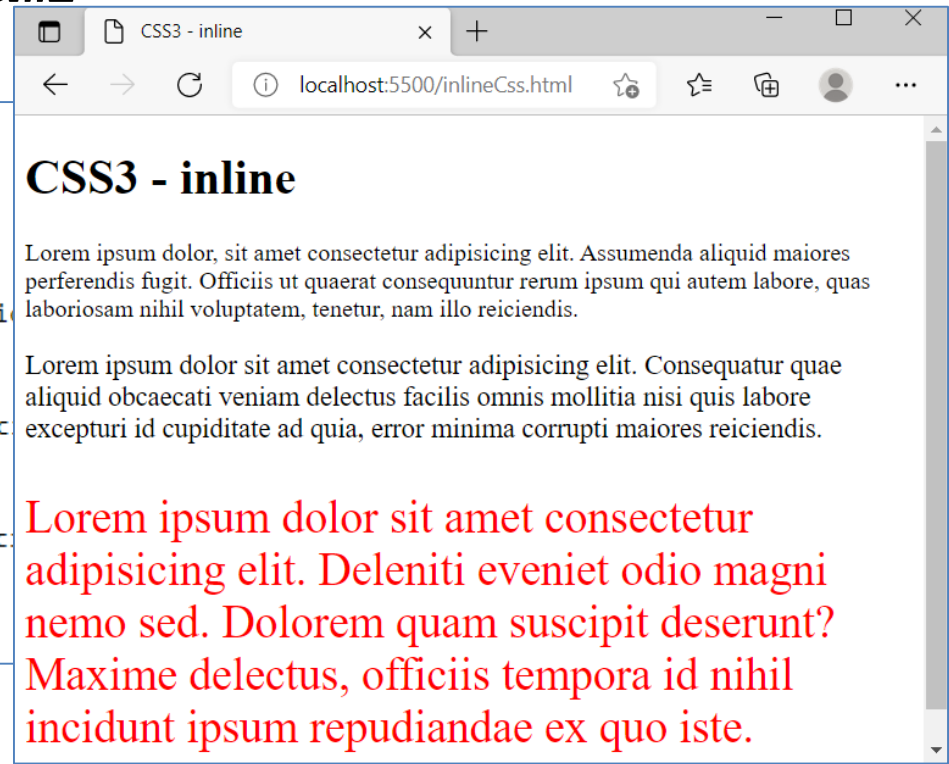 CSS3 - inline
localhost:5500/inlineCss.html
CSS3 - inline
Lorem ipsum dolor, sit amet consectetur adipisicing elit. Assumenda aliquid maiores
perferendis fugit. Officiis ut quaerat consequuntur rerum ipsum qui autem labore, quas
laboriosam nihil voluptatem, tenetur, nam illo reiciendis.
Lorem ipsum dolor sit amet consectetur adipisicing elit. Consequatur quae
aliquid obcaecati veniam delectus facilis omnis mollitia nisi quis labore
excepturi id cupiditate ad quia, error minima corrupti maiores reiciendis.
Lorem ipsum dolor sit amet consectetur
adipisicing elit. Deleniti eveniet odio magni
nemo sed. Dolorem quam suscipit deserunt?
Maxime delectus, officiis tempora id nihil
incidunt ipsum repudiandae ex quo iste.